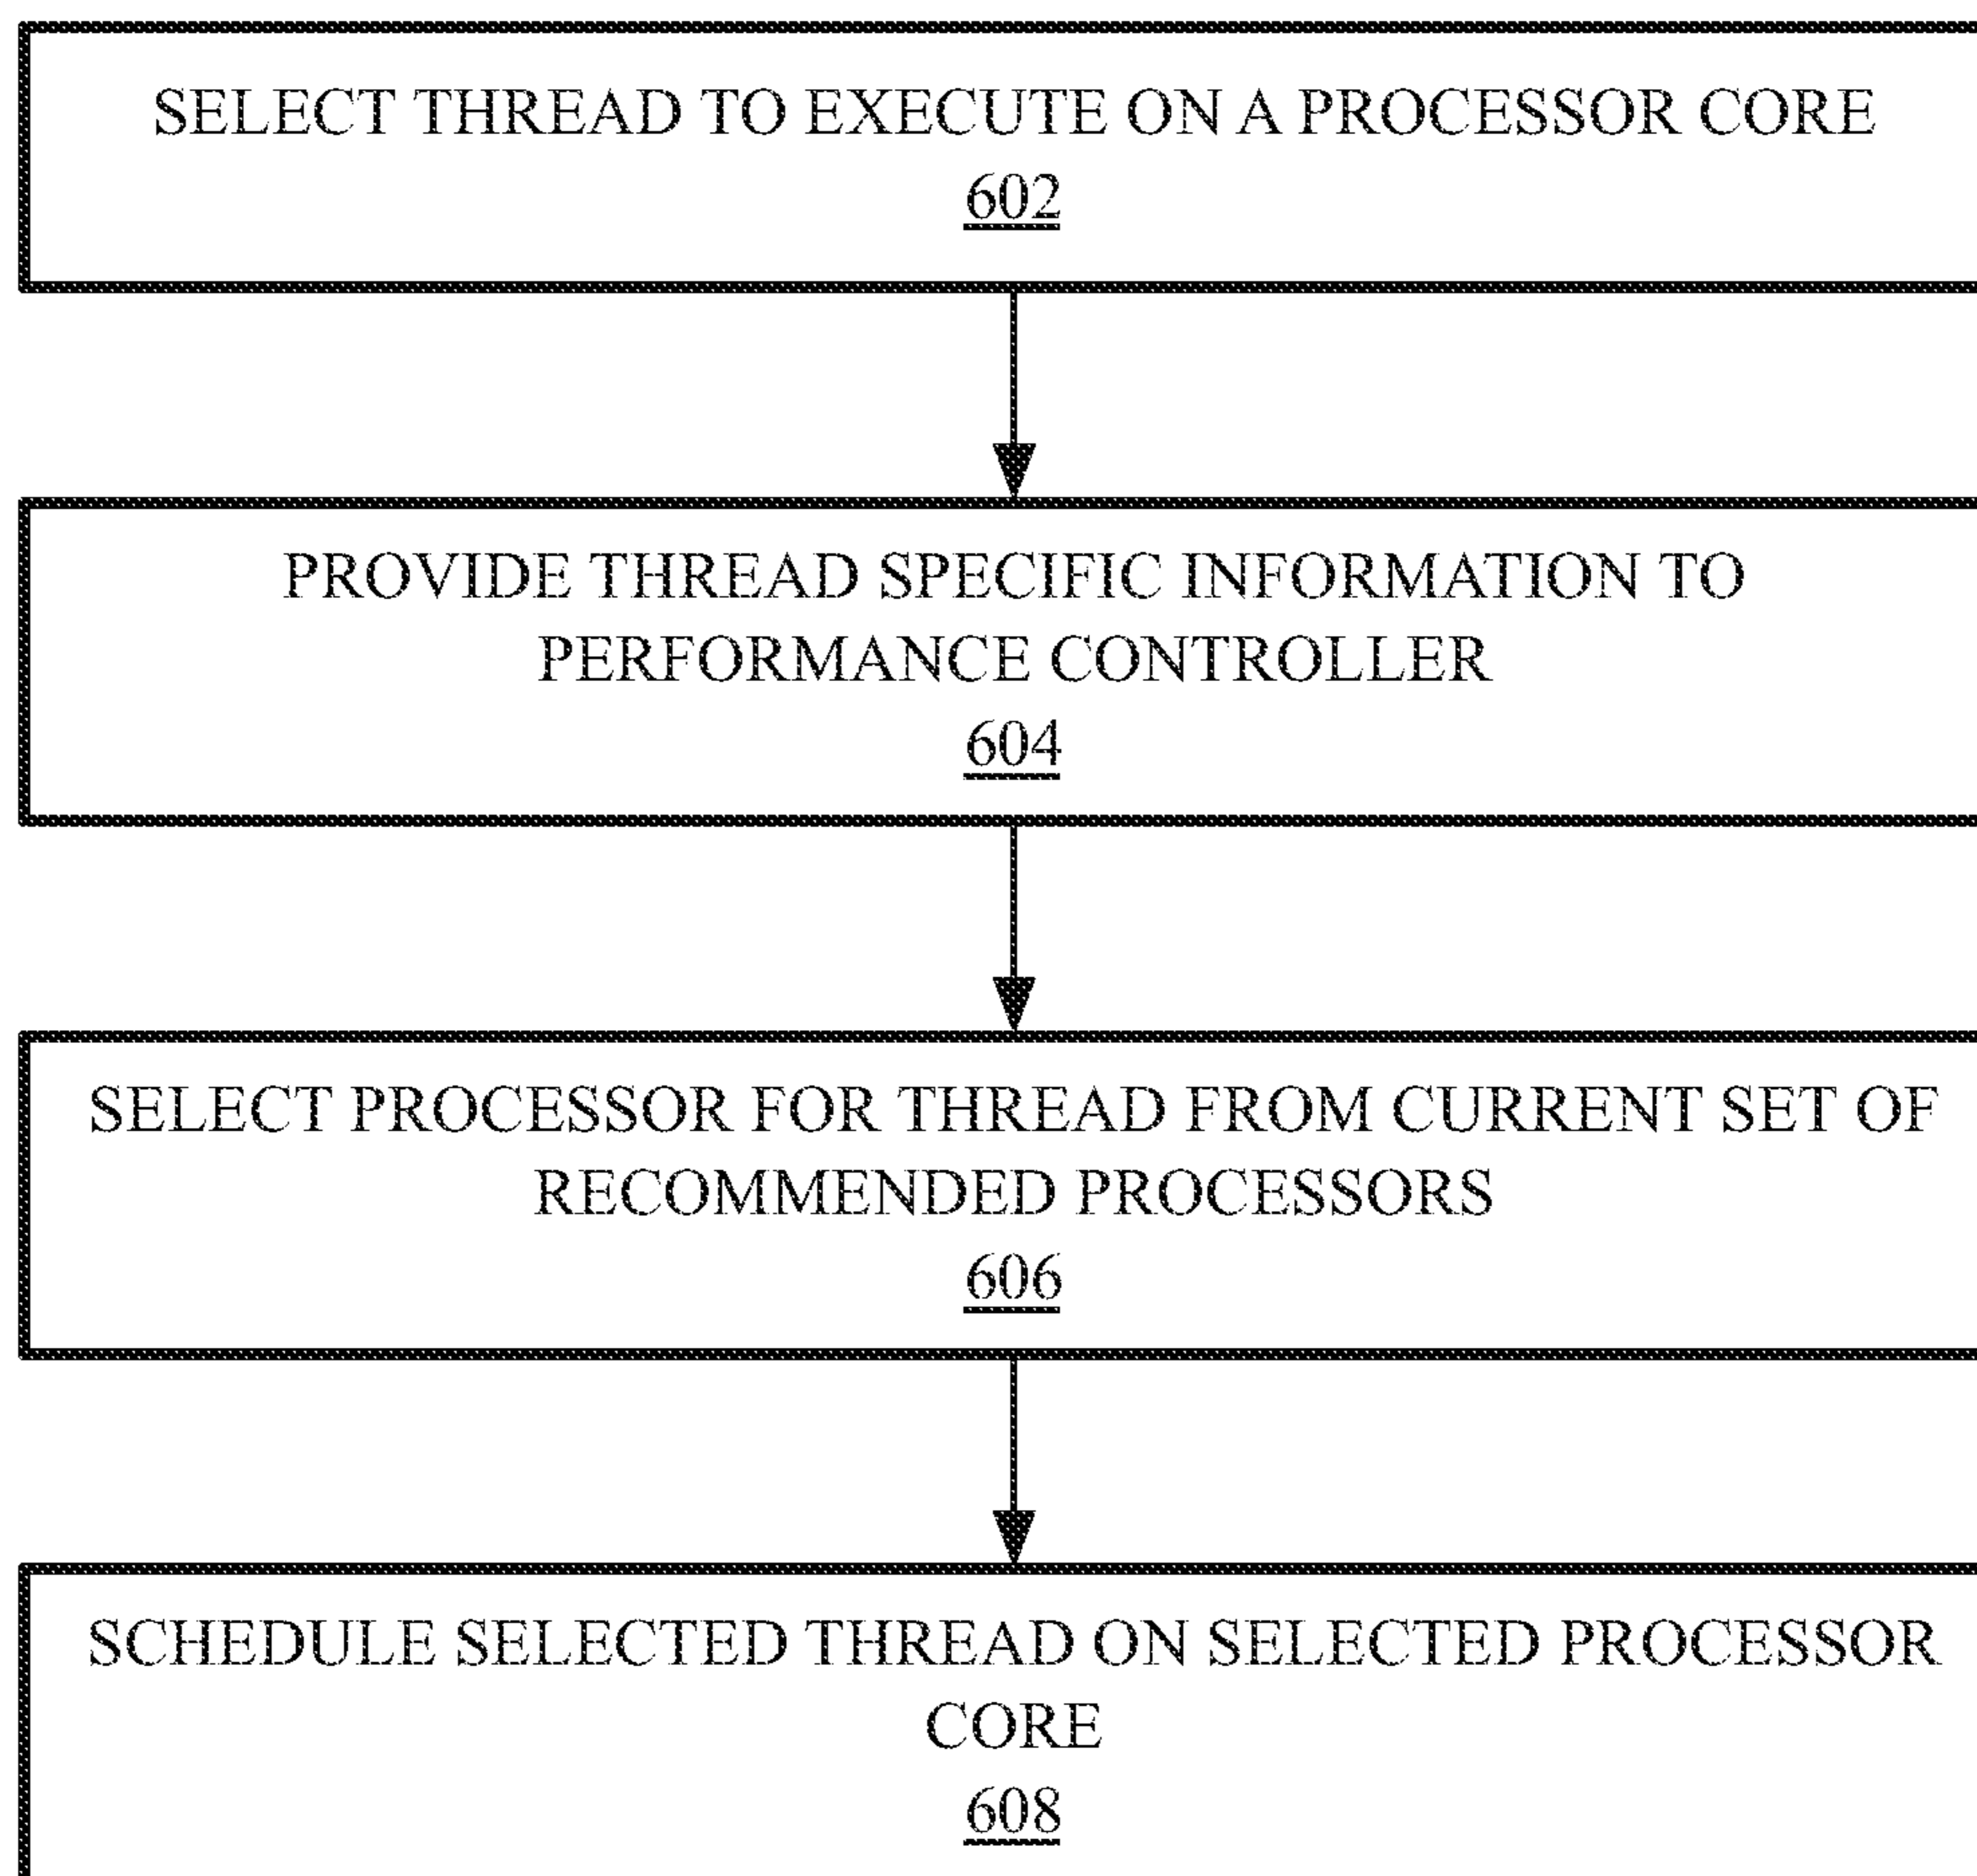 SELECT THREAD TO EXECUTE ON A PROCESSOR CORE
602
PROVIDE THREAD SPECIFIC INFORMATION TO
PERFORMANCE CONTROLLER
604
SELECT PROCESSOR FOR THREAD FROM CURRENT SET OF
RECOMMENDED PROCESSORS
606
SCHEDULE SELECTED THREAD ON SELECTED PROCESSOR
CORE
608